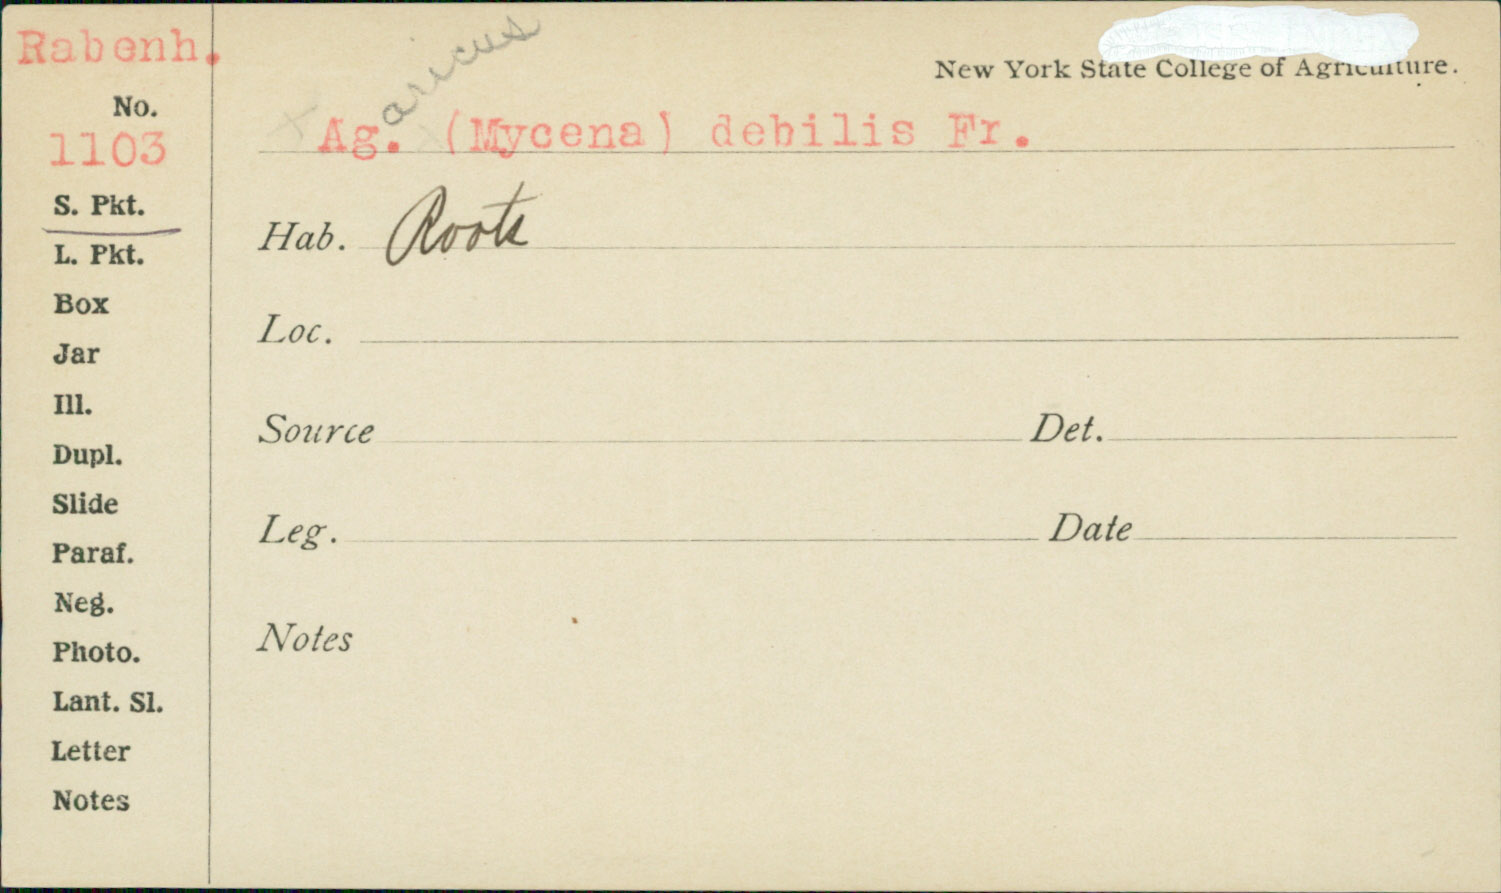 Rabenh.
No.
1103
S. Pkt.
L. Pkt.
Box
Jar
Ill.
Dupl.
Slide
Paraf.
Neg.
Photo.
Lant. Sl.
Letter
Notes
New York State College of Agriculture.
aricus
Ag. (Mycena) debilis Fr.
Hab. Roots
Loc.
Source Det.
Leg. Date
Notes